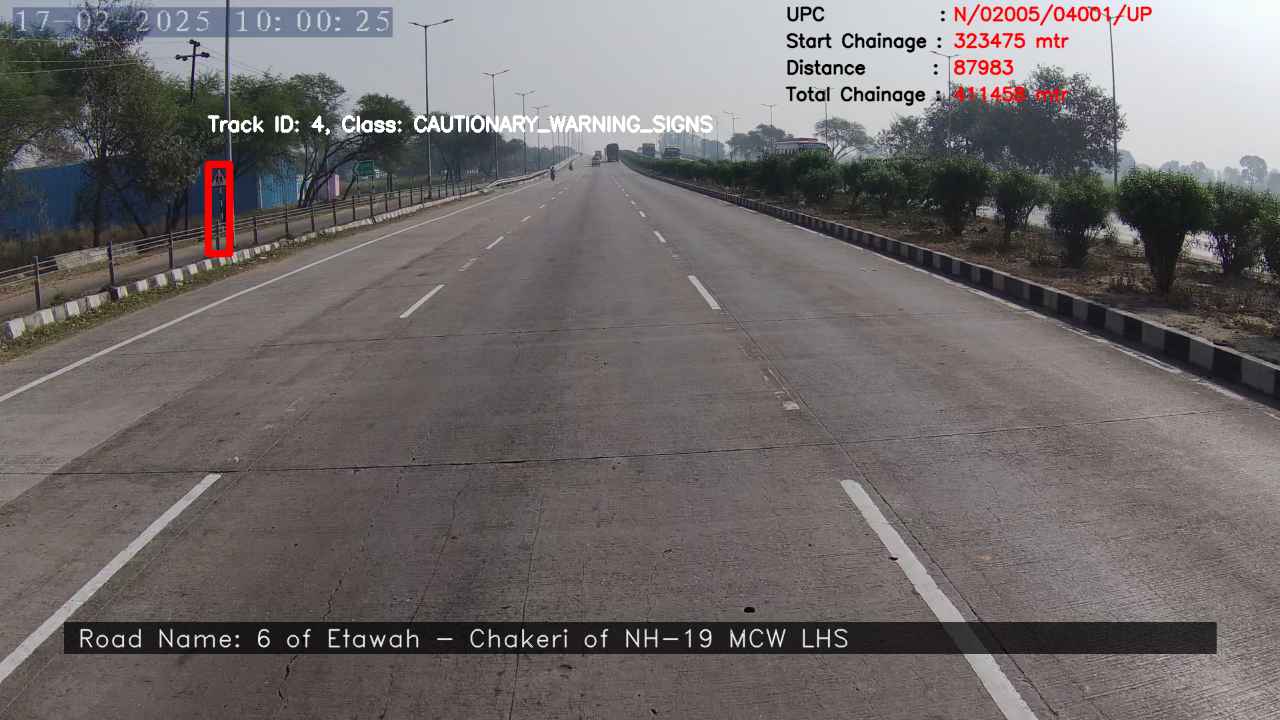 17-02-2025 10:00:25
UPC : N/02005/04001/UP
Start Chainage : 323475 mtr
Distance : 87983
Total Chainage : 411458 mtr
Track ID: 4, Class: CAUTIONARY_WARNING_SIGNS
Road Name: 6 of Etawah - Chakeri of NH-19 MCW LHS